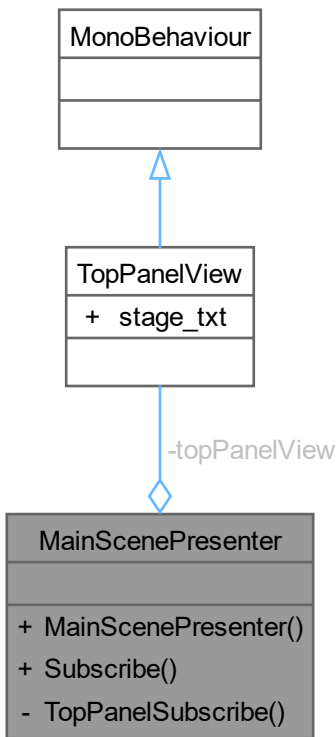 MonoBehaviour
TopPanelView
+ stage_txt
-topPanelView
MainScenePresenter
+ MainScenePresenter()
+ Subscribe()
- TopPanelSubscribe()